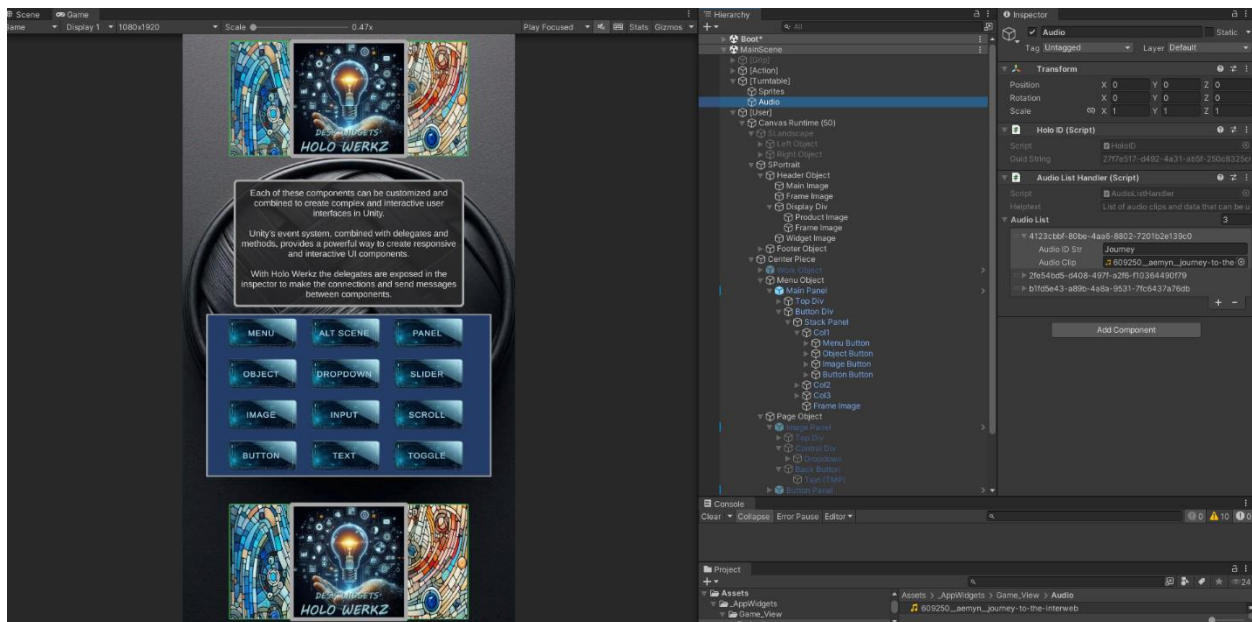 Scene
Game
Game
Display 1
1080x1920
Scale
0.47x
Play Focused
Stats
Gizmos
DESK WIDGETS'
HOLO WERKZ
Each of these components can be customized and
combined to create complex and interactive user
interfaces in Unity.
Unity's event system, combined with delegates and
methods, provides a powerful way to create responsive
and interactive UI components.
With Holo Werkz the delegates are exposed in the
inspector to make the connections and send messages
between components.
MENU ALT SCENE PANEL
OBJECT DROPDOWN SLIDER
IMAGE INPUT SCROLL
BUTTON TEXT TOGGLE
DESK WIDGETS'
HOLO WERKZ
Hierarchy
All
Boot*
MainScene
[Grip]
[Action]
[Turntable]
Sprites
Audio
[User]
Canvas Runtime (S0)
SLandscape
Left Object
Right Object
SPortrait
Header Object
Main Image
Frame Image
Display Div
Product Image
Frame Image
Widget Image
Footer Object
Center Piece
Work Object
Menu Object
Main Panel
Top Div
Button Div
Stack Panel
Col1
Menu Button
Object Button
Image Button
Button Button
Col2
Col3
Frame Image
Page Object
Image Panel
Top Div
Control Div
Dropdown
Back Button
Text (TMP)
Button Panel
Console
Clear Collapse Error Pause Editor
0 10 0
Project
Assets
_AppWidgets
Game_View
Assets > _AppWidgets > Game_View > Audio
609250__aemyn__journey-to-the-interweb
24
Inspector
Audio
Static
Tag Untagged Layer Default
Transform
Position X 0 Y 0 Z 0
Rotation X 0 Y 0 Z 0
Scale X 1 Y 1 Z 1
Holo ID (Script)
Script HoloID
Guid String 27f7e517-d492-4a31-ab5f-250c8325c
Audio List Handler (Script)
Script AudioListHandler
Helptext List of audio clips and data that can be u
Audio List 3
4123cbbf-80be-4aa6-8802-7201b2e139c0
Audio ID Str Journey
Audio Clip 609250__aemyn__journey-to-the
2fe54bd5-d408-497f-a2f6-f10364490f79
b1fd5e43-a89b-4a8a-9531-7fc6437a76db
Add Component